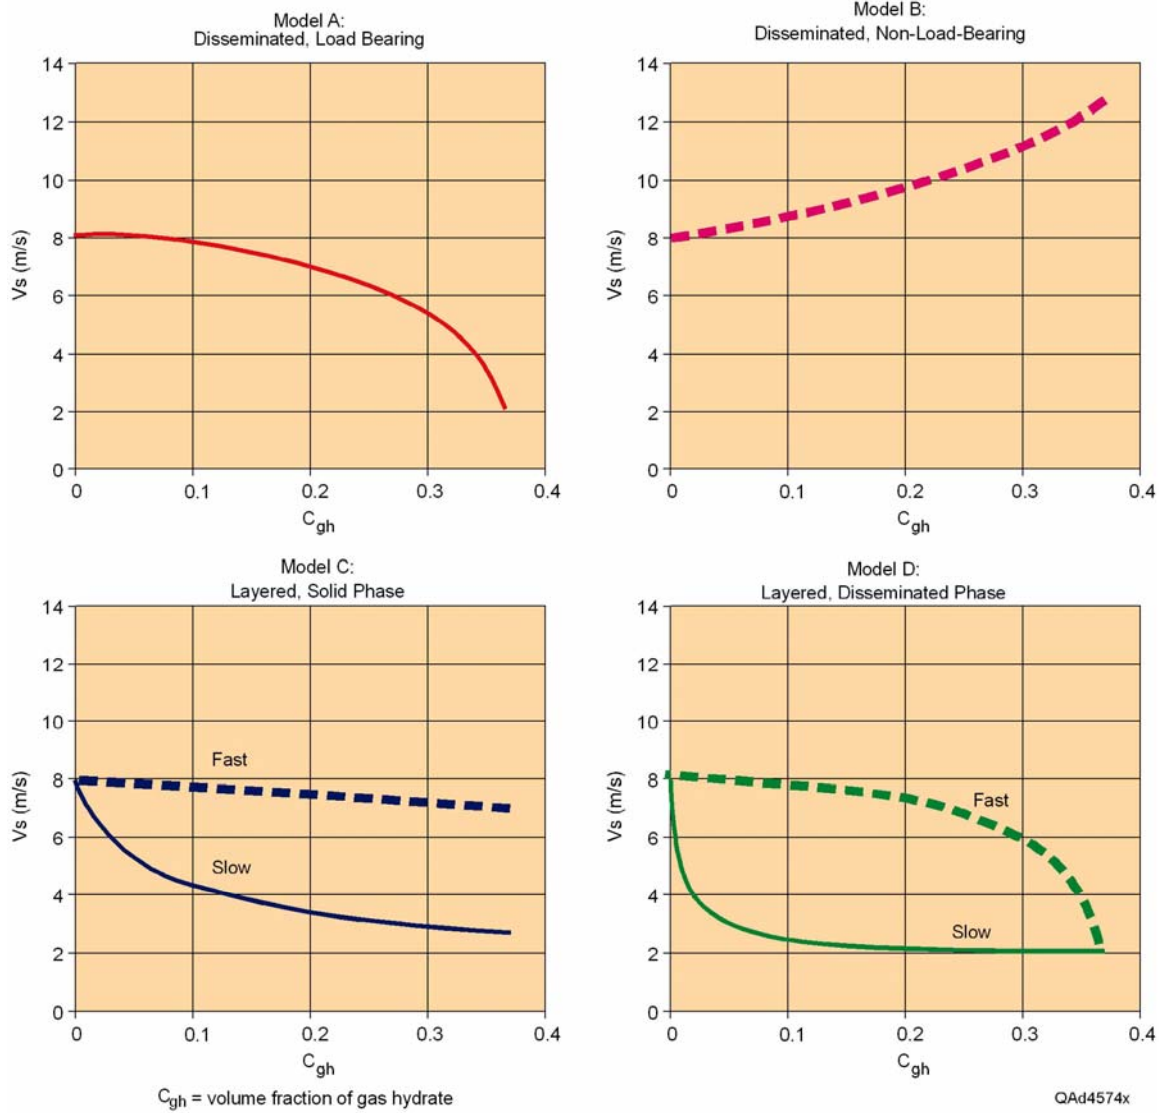 Model A:
Disseminated, Load Bearing
14
12
10
8
6
4
2
0
Vs (m/s)
0 0.1 0.2 0.3 0.4
Cgh
Model B:
Disseminated, Non-Load-Bearing
14
12
10
8
6
4
2
0
Vs (m/s)
0 0.1 0.2 0.3 0.4
Cgh
Model C:
Layered, Solid Phase
14
12
10
8
6
4
2
0
Vs (m/s)
Fast
Slow
0 0.1 0.2 0.3 0.4
Cgh
Model D:
Layered, Disseminated Phase
14
12
10
8
6
4
2
0
Vs (m/s)
Fast
Slow
0 0.1 0.2 0.3 0.4
Cgh
Cgh = volume fraction of gas hydrate
QAd4574x